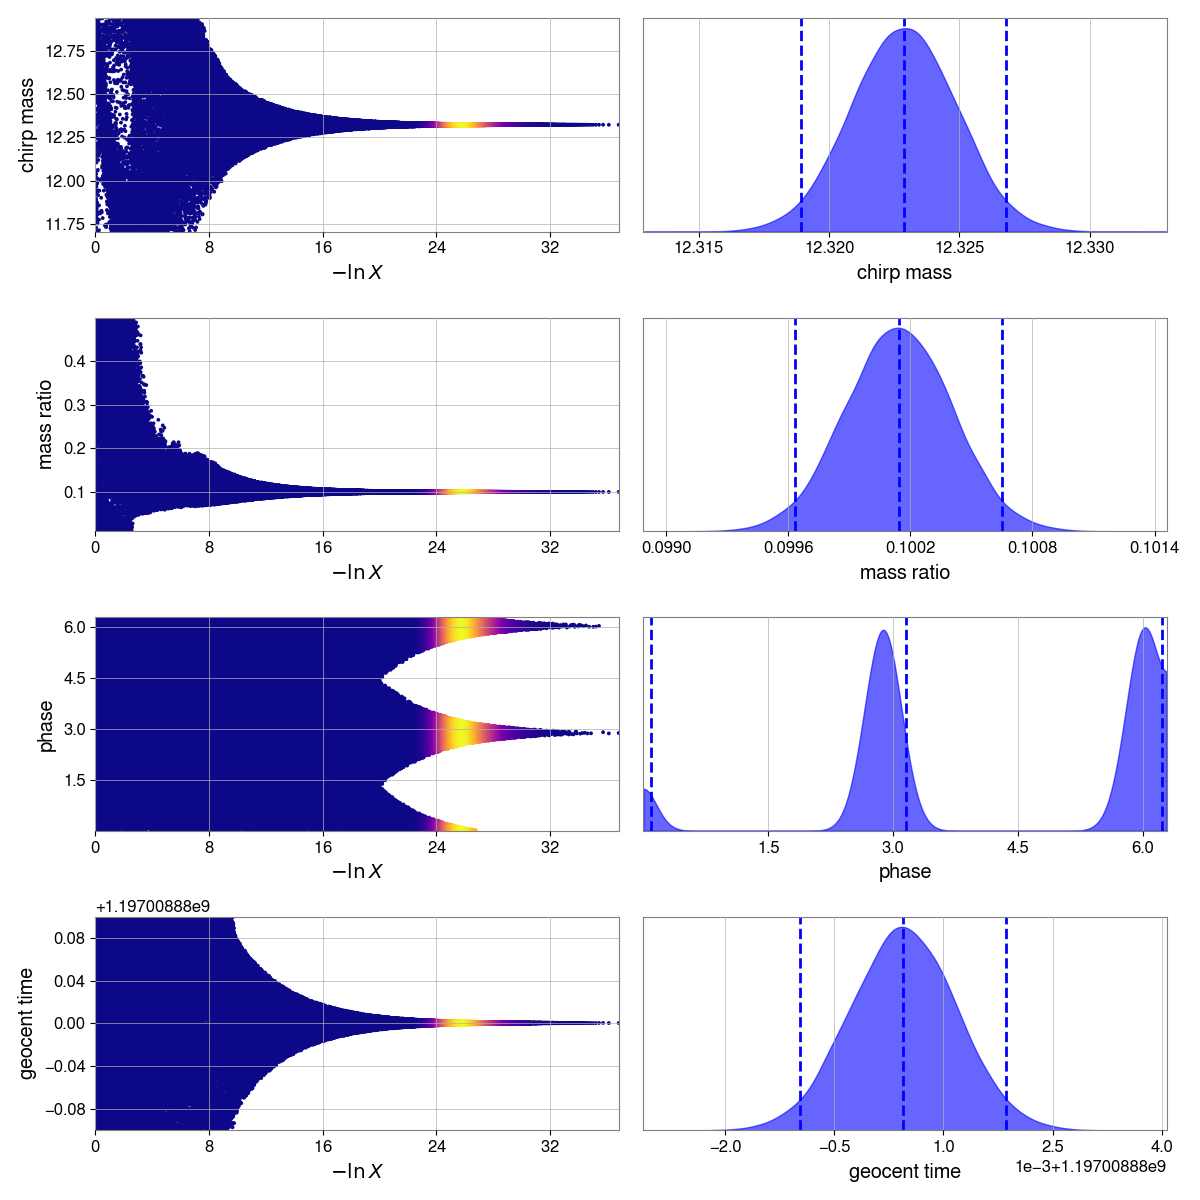 12.75
12.50
12.25
12.00
11.75
chirp mass
0 8 16 24 32
−ln X
12.315 12.320 12.325 12.330
chirp mass
0.4
0.3
0.2
0.1
mass ratio
0 8 16 24 32
−ln X
0.0990 0.0996 0.1002 0.1008 0.1014
mass ratio
6.0
4.5
3.0
1.5
phase
0 8 16 24 32
−ln X
1.5 3.0 4.5 6.0
phase
+1.19700888e9
0.08
0.04
0.00
−0.04
−0.08
geocent time
0 8 16 24 32
−ln X
−2.0 −0.5 1.0 2.5 4.0
1e−3+1.19700888e9
geocent time